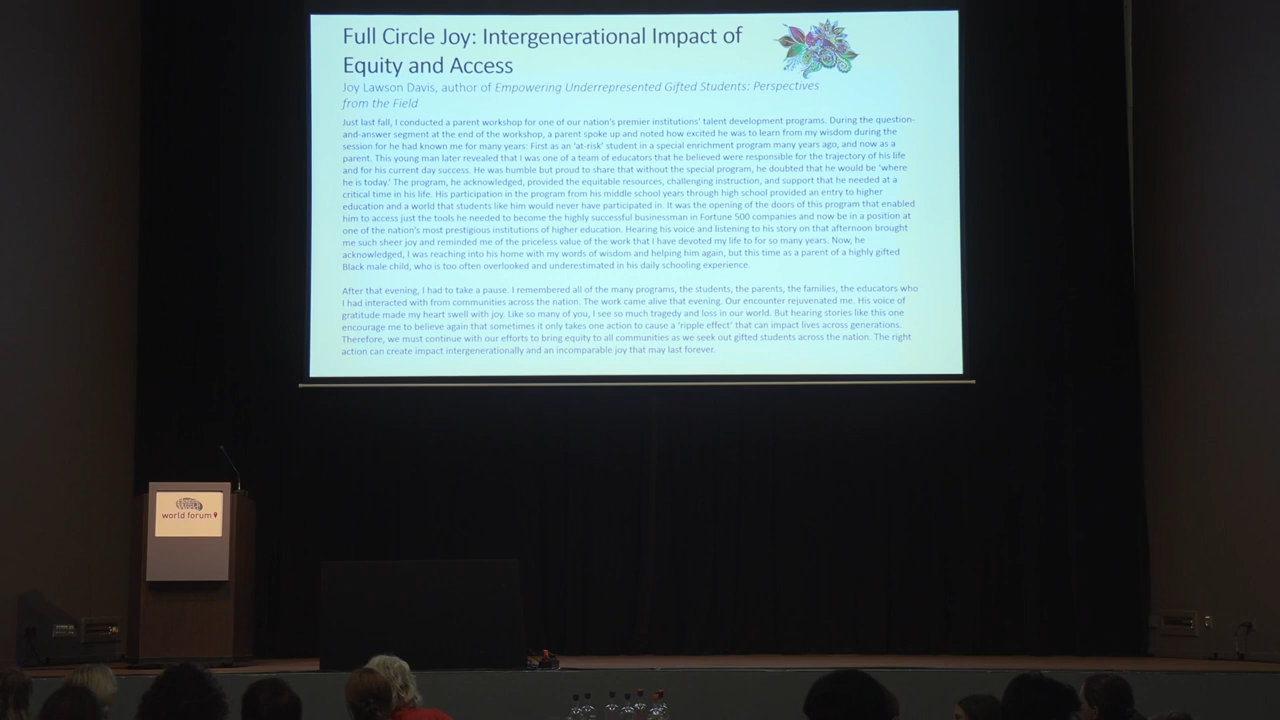 Full Circle Joy: Intergenerational Impact of
Equity and Access
Joy Lawson Davis, author of Empowering Underrepresented Gifted Students: Perspectives
from the Field
Just last fall, I conducted a parent workshop for one of our nation's premier institutions' talent development programs. During the question-
and-answer segment at the end of the workshop, a parent spoke up and noted how excited he was to learn from my wisdom during the
session for he had known me for many years: First as an 'at-risk' student in a special enrichment program many years ago, and now as a
parent. This young man later revealed that I was one of a team of educators that he believed were responsible for the trajectory of his life
and for his current day success. He was humble but proud to share that without the special program, he doubted that he would be 'where
he is today.' The program, he acknowledged, provided the equitable resources, challenging instruction, and support that he needed at a
critical time in his life. His participation in the program from his middle school years through high school provided an entry to higher
education and a world that students like him would never have participated in. It was the opening of the doors of this program that enabled
him to access just the tools he needed to become the highly successful businessman in Fortune 500 companies and now be in a position at
one of the nation's most prestigious institutions of higher education. Hearing his voice and listening to his story on that afternoon brought
me such sheer joy and reminded me of the priceless value of the work that I have devoted my life to for so many years. Now, he
acknowledged, I was reaching into his home with my words of wisdom and helping him again, but this time as a parent of a highly gifted
Black male child, who is too often overlooked and underestimated in his daily schooling experience.
After that evening, I had to take a pause. I remembered all of the many programs, the students, the parents, the families, the educators who
I had interacted with from communities across the nation. The work came alive that evening. Our encounter rejuvenated me. His voice of
gratitude made my heart swell with joy. Like so many of you, I see so much tragedy and loss in our world. But hearing stories like this one
encourage me to believe again that sometimes it only takes one action to cause a 'ripple effect' that can impact lives across generations.
Therefore, we must continue with our efforts to bring equity to all communities as we seek out gifted students across the nation. The right
action can create impact intergenerationally and an incomparable joy that may last forever.
world forum